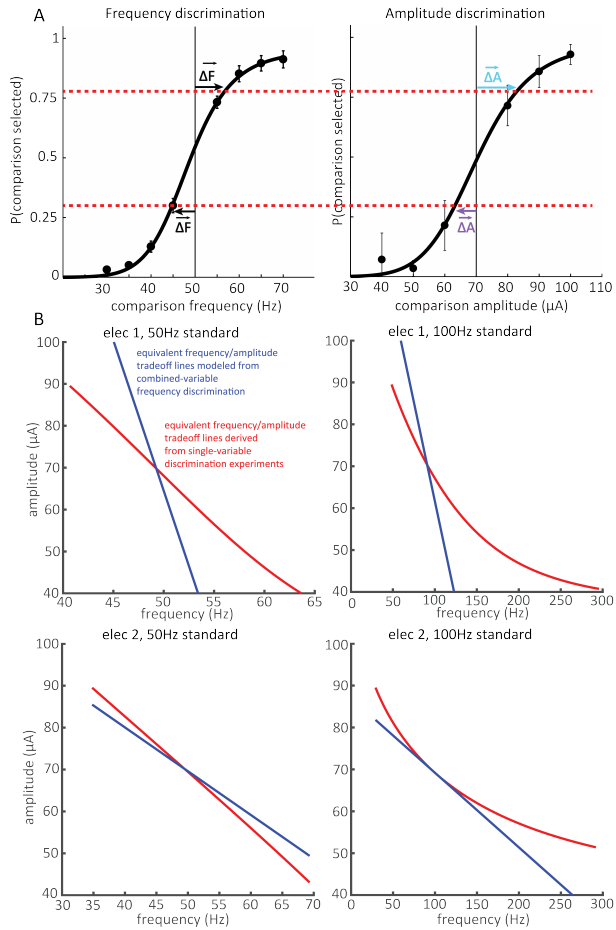 A
Frequency discrimination
Amplitude discrimination
P(comparison selected)
1
0.75
0.5
0.25
0
ΔF
ΔF
30 40 50 60 70
comparison frequency (Hz)
P(comparison selected)
ΔA
ΔA
30 40 50 60 70 80 90 100 110
comparison amplitude (µA)
B
elec 1, 50Hz standard
amplitude (µA)
100
90
80
70
60
50
40
equivalent frequency/amplitude
tradeoff lines modeled from
combined-variable
frequency discrimination
equivalent frequency/amplitude
tradeoff lines derived
from single-variable
discrimination experiments
40 45 50 55 60 65
frequency (Hz)
elec 1, 100Hz standard
100
90
80
70
60
50
40
0 50 100 150 200 250 300
frequency (Hz)
elec 2, 50Hz standard
amplitude (µA)
100
90
80
70
60
50
40
30 35 40 45 50 55 60 65 70
frequency (Hz)
elec 2, 100Hz standard
100
90
80
70
60
50
40
0 50 100 150 200 250 300
frequency (Hz)